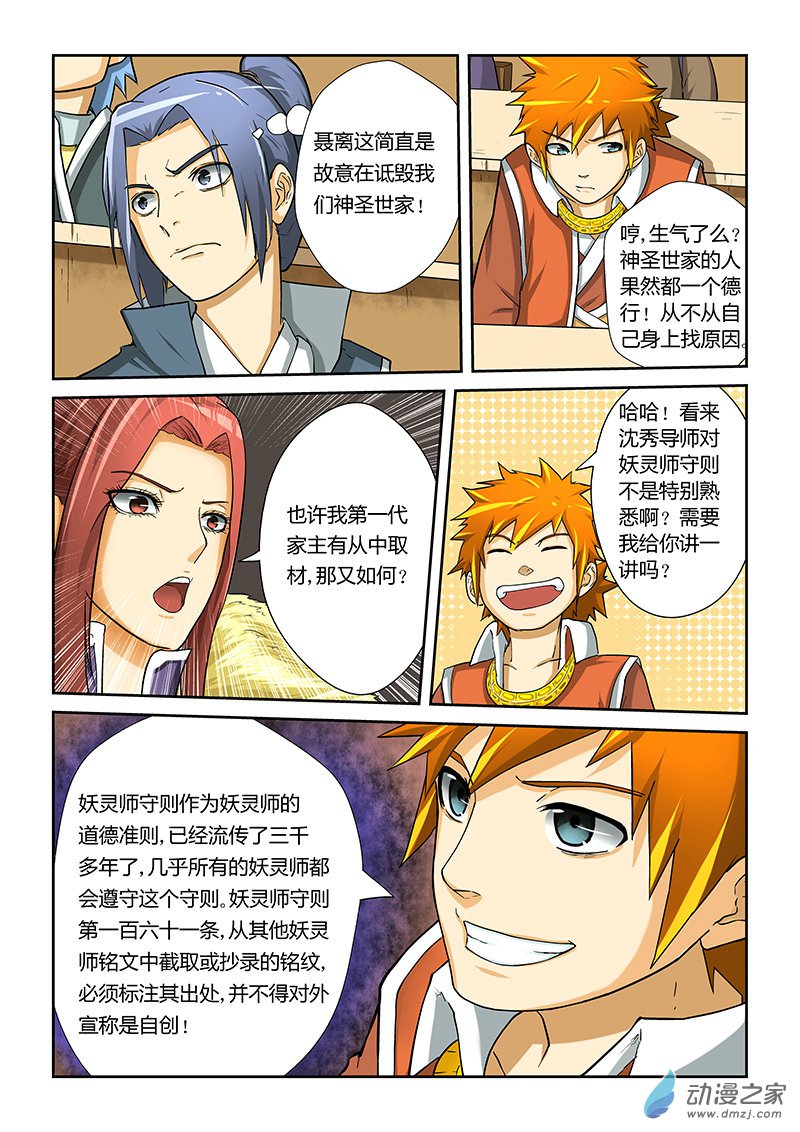 聂离这简直是
故意在诋毁我
们神圣世家！
哼，生气了么？
神圣世家的人
果然都一个德
行！从不从自
己身上找原因。
也许我第一代
家主有从中取
材，那又如何？
哈哈！看来
沈秀导师对
妖灵师守则
不是特别熟
悉啊？需要
我给你讲一
讲吗？
妖灵师守则作为妖灵师的
道德准则，已经流传了三千
多年了，几乎所有的妖灵师都
会遵守这个守则。妖灵师守则
第一百六十一条，从其他妖灵
师铭文中截取或抄录的铭纹，
必须标注其出处，并不得对外
宣称是自创！
动漫之家
www.dmzj.com